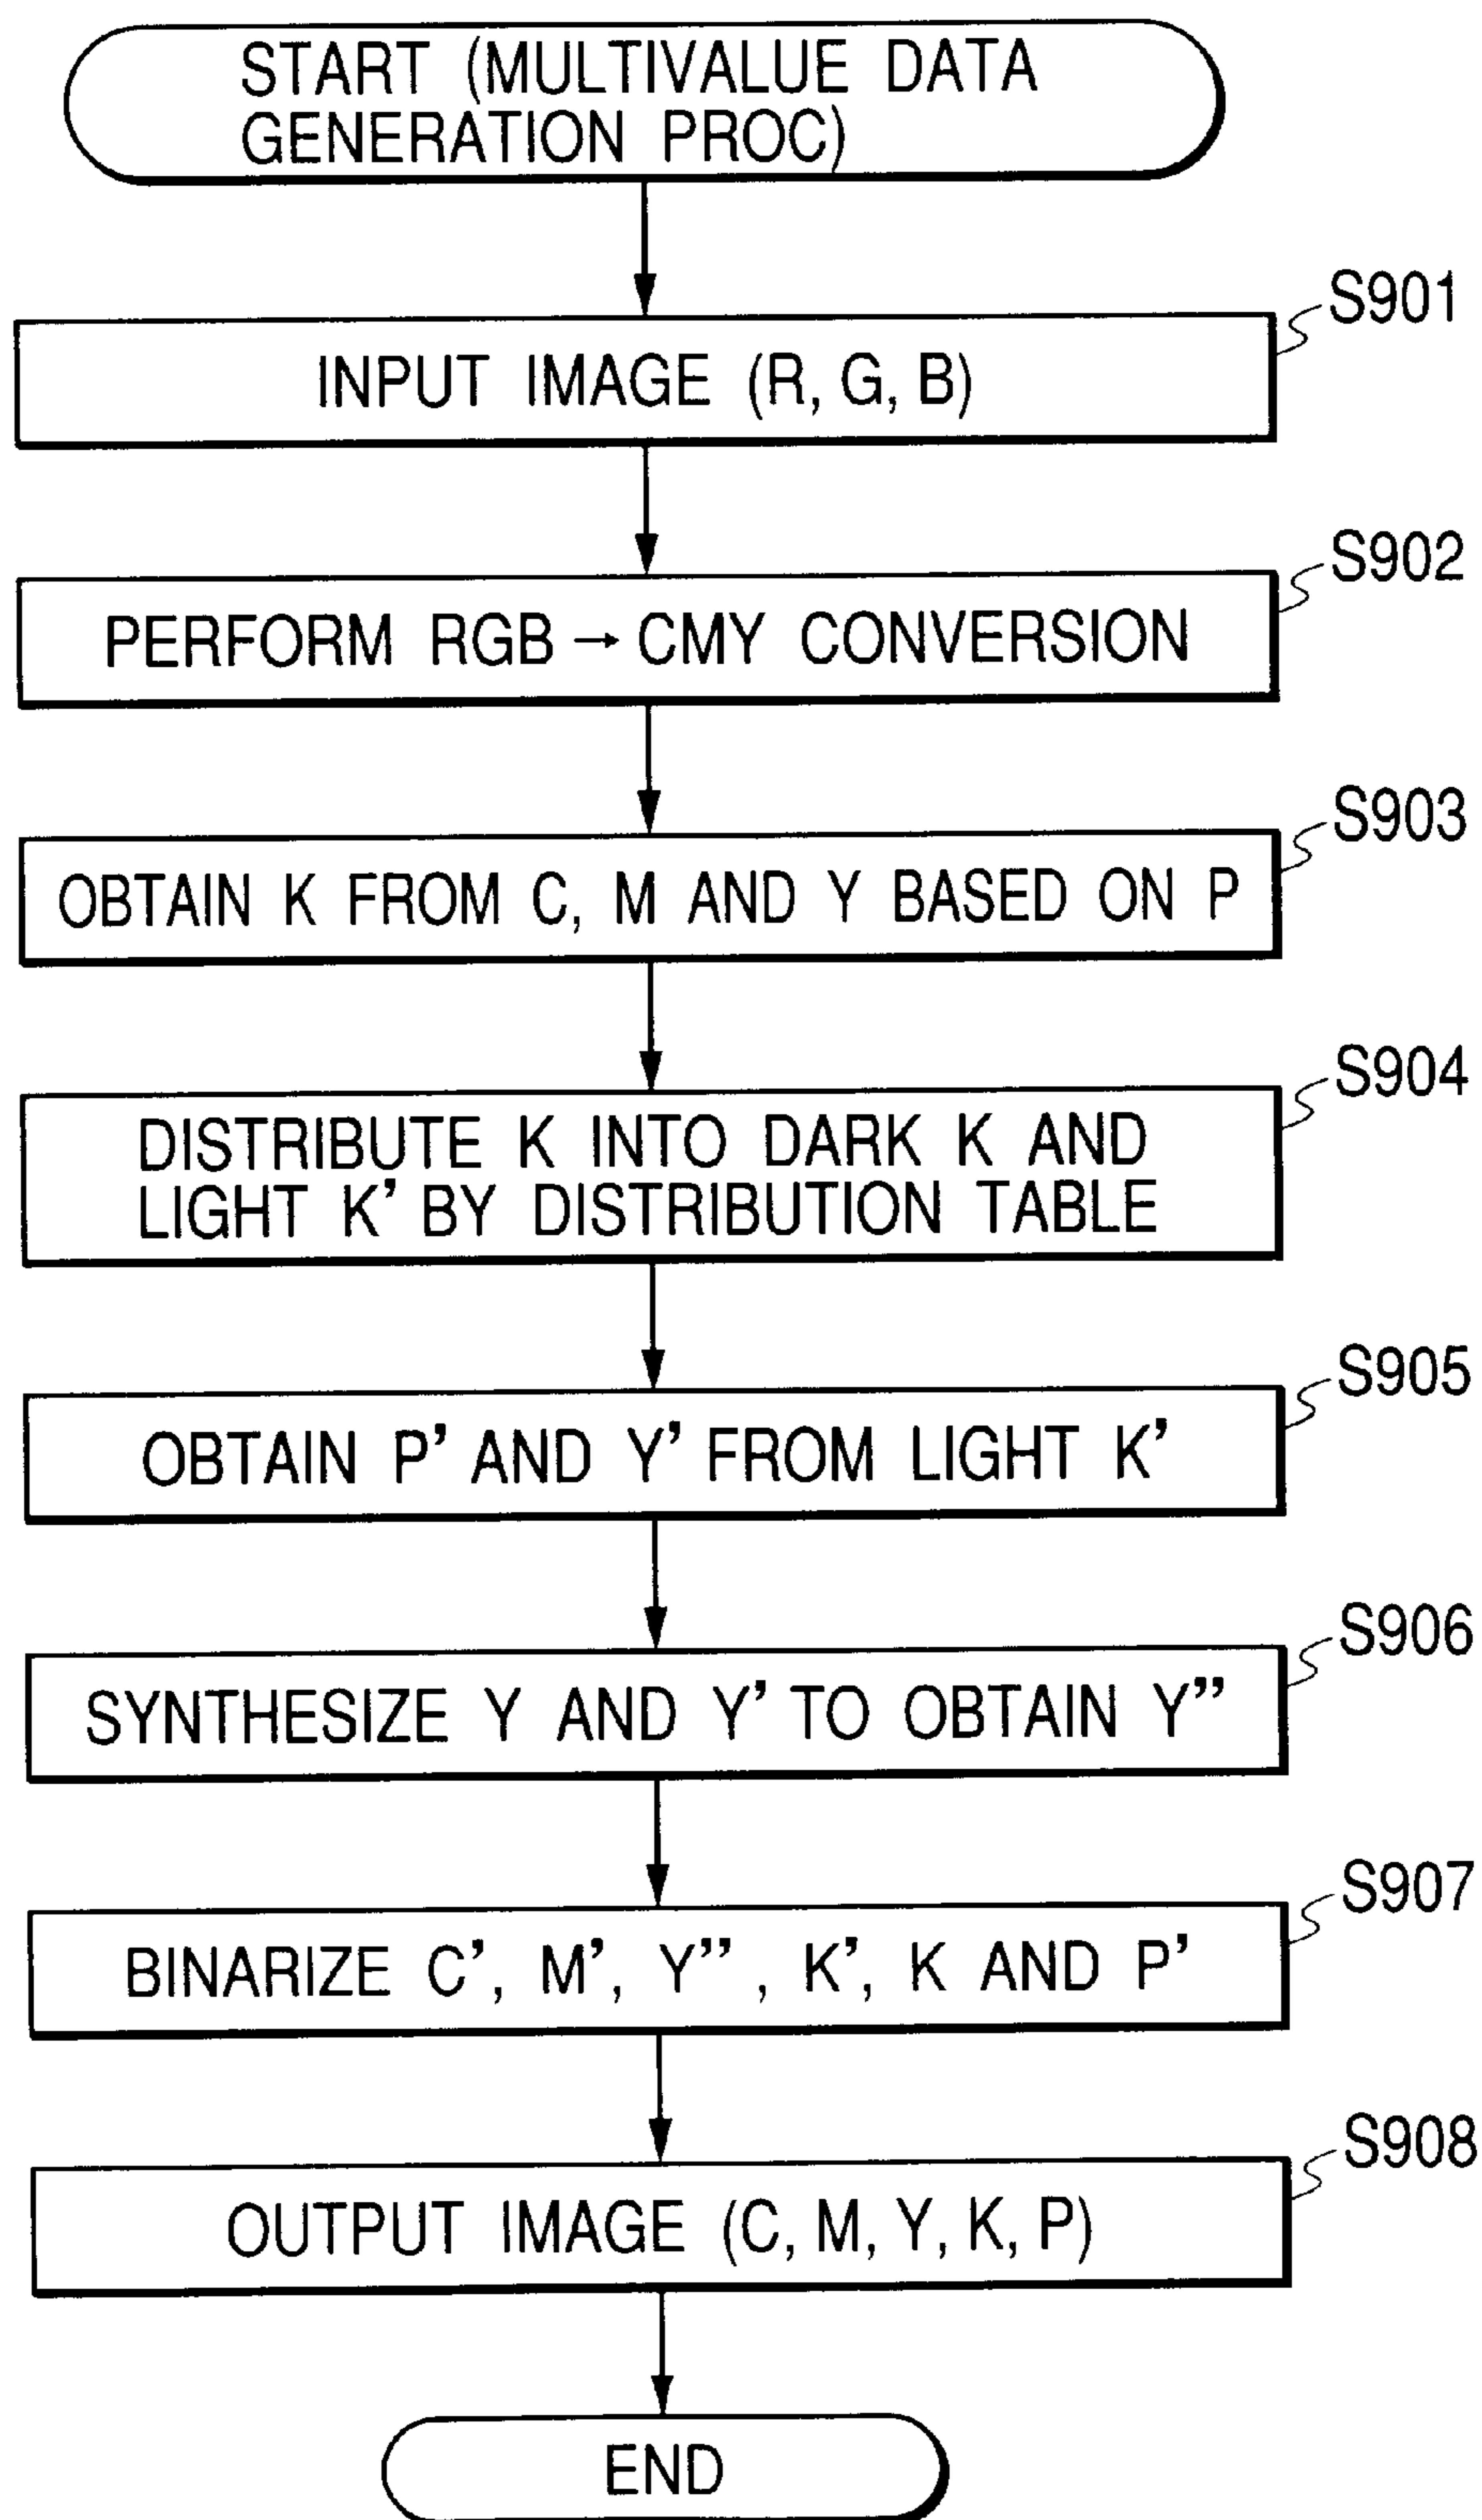 START (MULTIVALUE DATA
GENERATION PROC)
S901
INPUT IMAGE (R, G, B)
S902
PERFORM RGB → CMY CONVERSION
S903
OBTAIN K FROM C, M AND Y BASED ON P
S904
DISTRIBUTE K INTO DARK K AND
LIGHT K' BY DISTRIBUTION TABLE
S905
OBTAIN P' AND Y' FROM LIGHT K'
S906
SYNTHESIZE Y AND Y' TO OBTAIN Y”
S907
BINARIZE C', M', Y” , K', K AND P'
S908
OUTPUT IMAGE (C, M, Y, K, P)
END